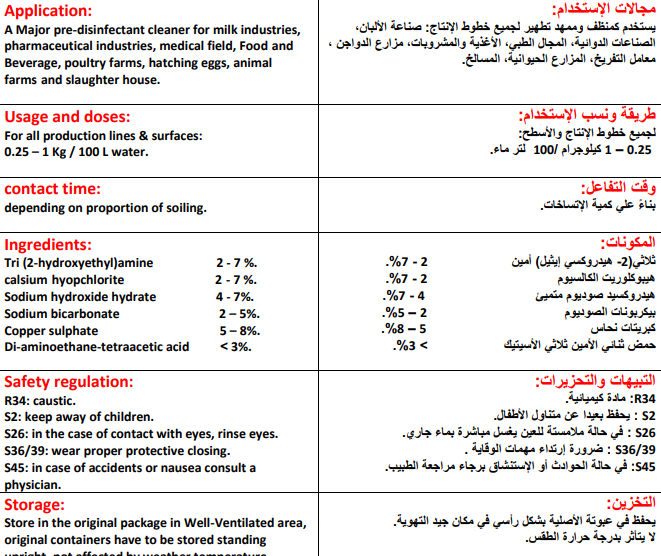 Application:
A Major pre-disinfectant cleaner for milk industries,
pharmaceutical industries, medical field, Food and
Beverage, poultry farms, hatching eggs, animal
farms and slaughter house.
مجالات الإستخدام:
يستخدم كمنظف وممهد تطهير لجميع خطوط الإنتاج: صناعة الألبان،
الصناعات الدوائية، المجال الطبي، الأغذية والمشروبات، مزارع الدواجن ،
معامل التفريخ، المزارع الحيوانية، المسالخ.
Usage and doses:
For all production lines & surfaces:
0.25 – 1 Kg / 100 L water.
طريقة ونسب الإستخدام:
لجميع خطوط الإنتاج والأسطح:
0.25 – 1 كيلوجرام /100 لتر ماء.
contact time:
depending on proportion of soiling.
وقت التفاعل:
بناءً علي كمية الإتساخات.
Ingredients:
Tri (2-hydroxyethyl)amine 2 - 7 %.
calsium hyopchlorite 2 - 7 %.
Sodium hydroxide hydrate 4 - 7%.
Sodium bicarbonate 2 – 5%.
Copper sulphate 5 – 8%.
Di-aminoethane-tetraacetic acid < 3%.
المكونات:
ثلاثي(2- هيدروكسي إيثيل) أمين 2 - 7%.
هيبوكلوريت الكالسيوم 2 - 7%.
هيدروكسيد صوديوم متميئ 4 - 7%.
بيكربونات الصوديوم 2 – 5%.
كبريتات نحاس 5 – 8%.
حمض ثنائي الأمين ثلاثي الأسيتيك < 3%.
Safety regulation:
R34: caustic.
S2: keep away of children.
S26: in the case of contact with eyes, rinse eyes.
S36/39: wear proper protective closing.
S45: in case of accidents or nausea consult a
physician.
التنبيهات والتحزيرات:
R34: مادة كيميائية.
S2 : يحفظ بعيدا عن متناول الأطفال.
S26 : في حالة ملامستة للعين يغسل مباشرة بماء جاري.
S36/39 : ضرورة إرتداء مهمات الوقاية .
S45: في حالة الحوادث أو الإستنشاق برجاء مراجعة الطبيب.
Storage:
Store in the original package in Well-Ventilated area,
original containers have to be stored standing
upright, not affected by weather temperature
التخزين:
يحفظ في عبوتة الأصلية بشكل رأسي في مكان جيد التهوية.
لا يتأثر بدرجة حرارة الطقس.